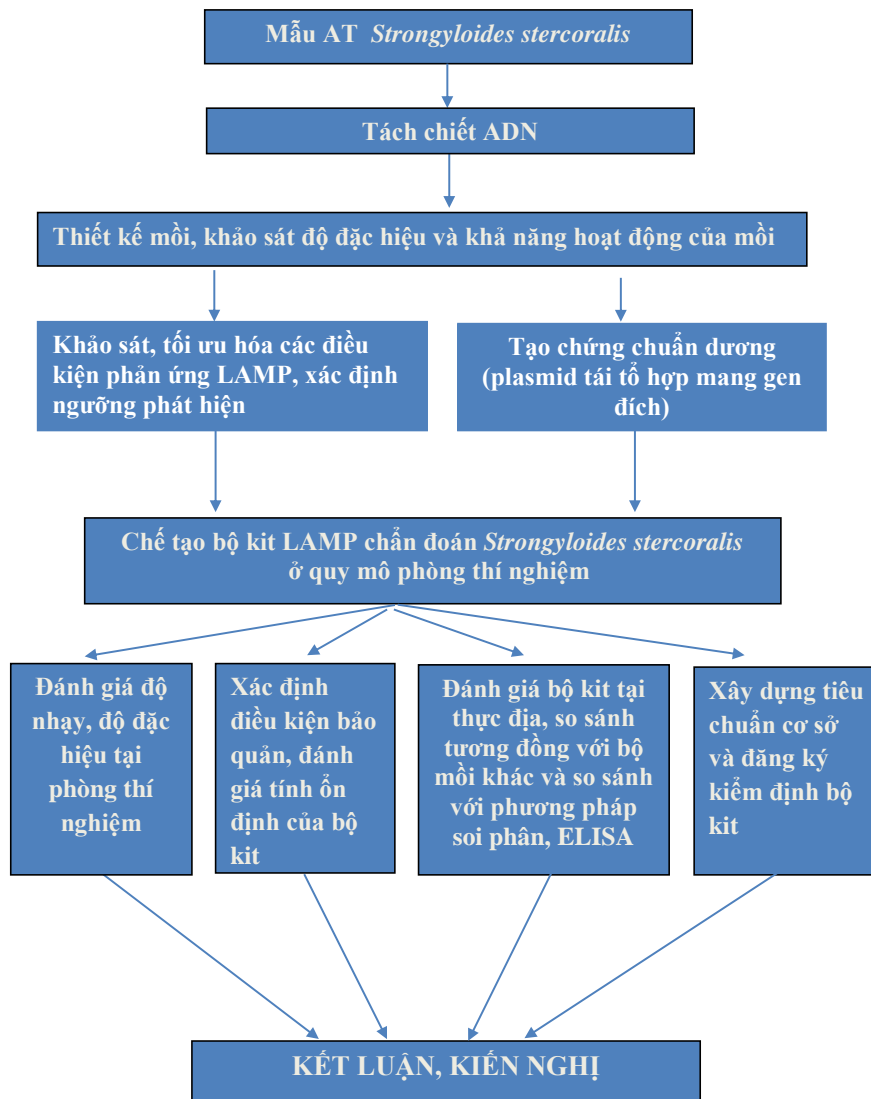 Mẫu AT Strongyloides stercoralis
Tách chiết ADN
Thiết kế mồi, khảo sát độ đặc hiệu và khả năng hoạt động của mồi
Khảo sát, tối ưu hóa các điều
kiện phản ứng LAMP, xác định
ngưỡng phát hiện
Tạo chứng chuẩn dương
(plasmid tái tổ hợp mang gen
đích)
Chế tạo bộ kit LAMP chẩn đoán Strongyloides stercoralis
ở quy mô phòng thí nghiệm
Đánh giá độ
nhạy, độ đặc
hiệu tại
phòng thí
nghiệm
Xác định
điều kiện bảo
quản, đánh
giá tính ổn
định của bộ
kit
Đánh giá bộ kit tại
thực địa, so sánh
tương đồng với bộ
mồi khác và so sánh
với phương pháp
soi phân, ELISA
Xây dựng tiêu
chuẩn cơ sở
và đăng ký
kiểm định bộ
kit
KẾT LUẬN, KIẾN NGHỊ